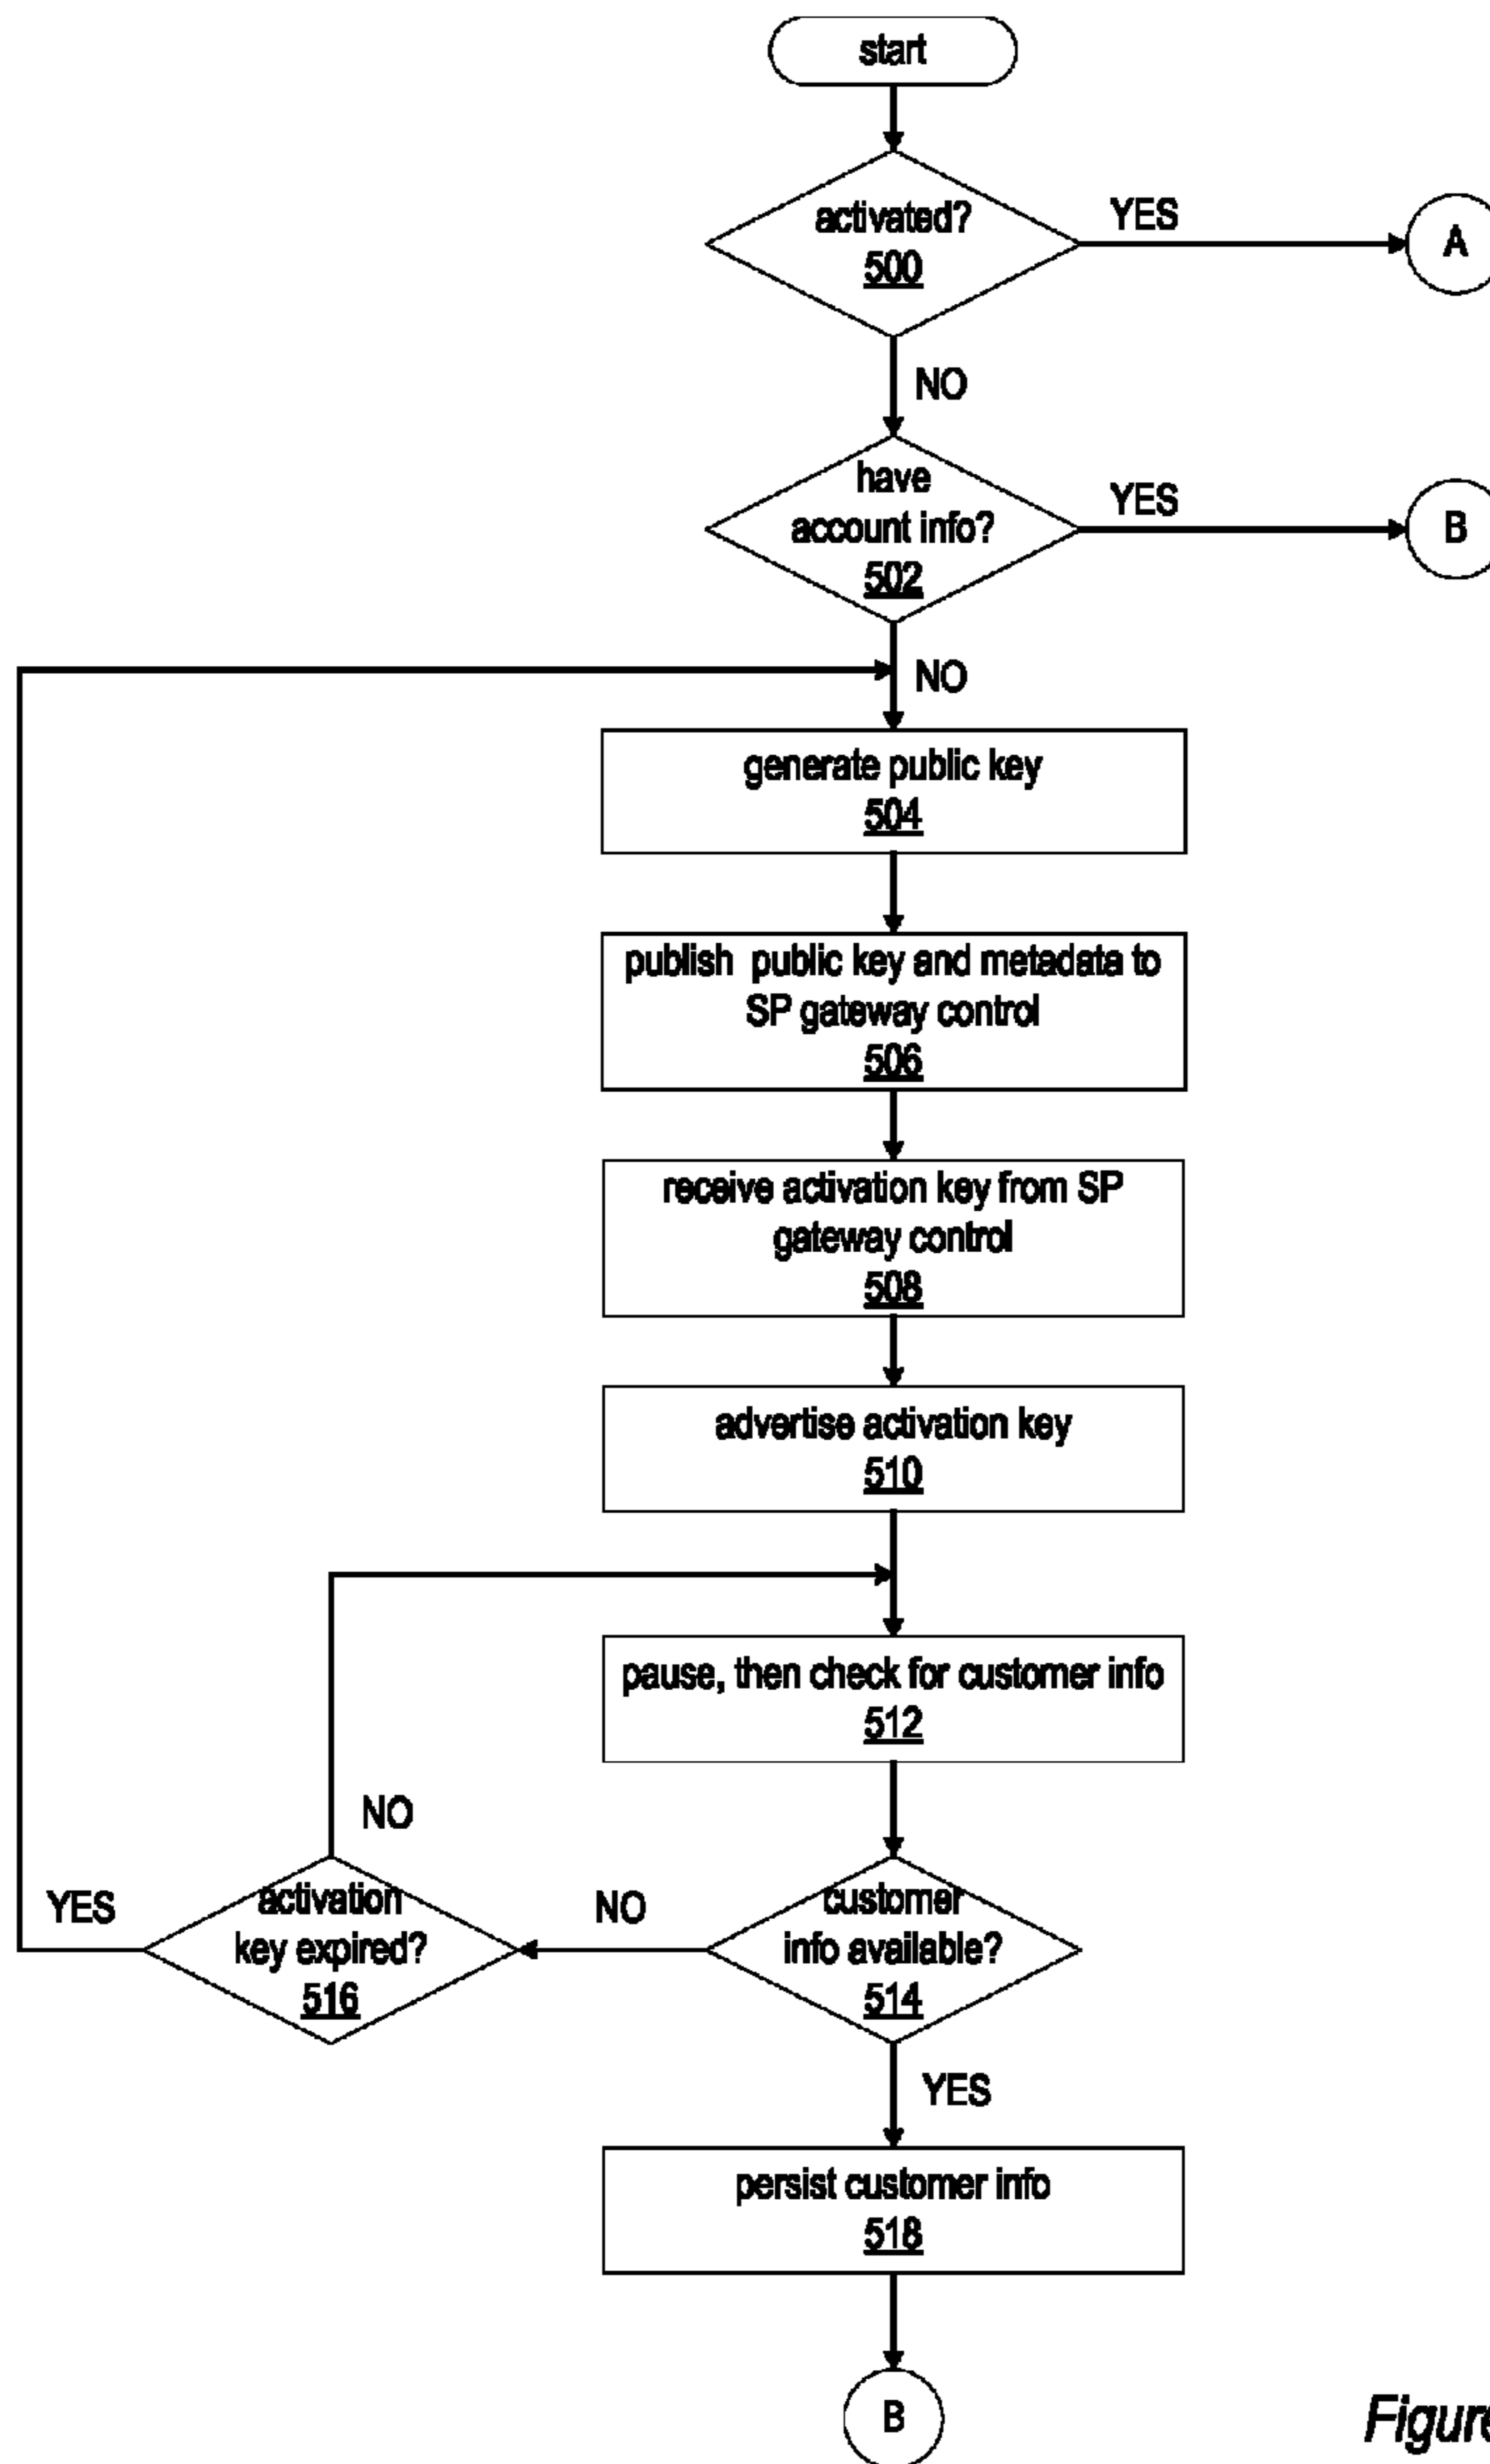 start
activated?
500
YES
A
NO
have
account info?
502
YES
B
NO
generate public key
504
publish public key and metadata to
SP gateway control
506
receive activation key from SP
gateway control
508
advertise activation key
510
pause, then check for customer info
512
NO
YES
activation
key expired?
516
NO
customer
info available?
514
YES
persist customer info
518
B
Figure